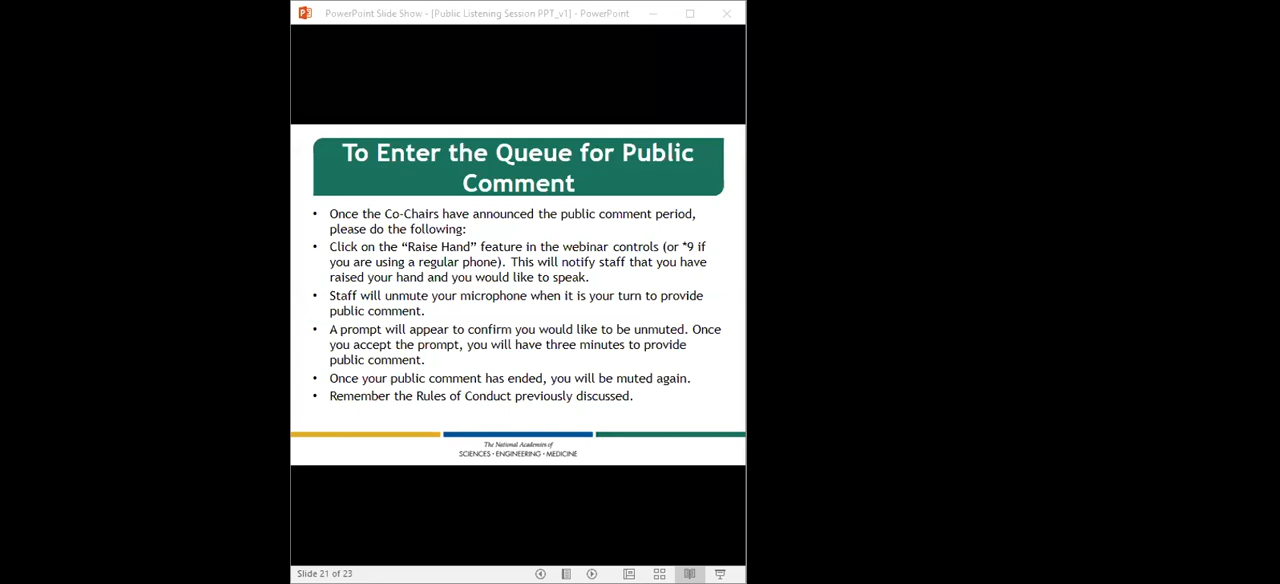 PowerPoint Slide Show - [Public Listening Session PPT_v1] - PowerPoint
To Enter the Queue for Public
Comment
• Once the Co-Chairs have announced the public comment period,
please do the following:
• Click on the “Raise Hand” feature in the webinar controls (or *9 if
you are using a regular phone). This will notify staff that you have
raised your hand and you would like to speak.
• Staff will unmute your microphone when it is your turn to provide
public comment.
• A prompt will appear to confirm you would like to be unmuted. Once
you accept the prompt, you will have three minutes to provide
public comment.
• Once your public comment has ended, you will be muted again.
• Remember the Rules of Conduct previously discussed.
The National Academies of
SCIENCES · ENGINEERING · MEDICINE
Slide 21 of 23